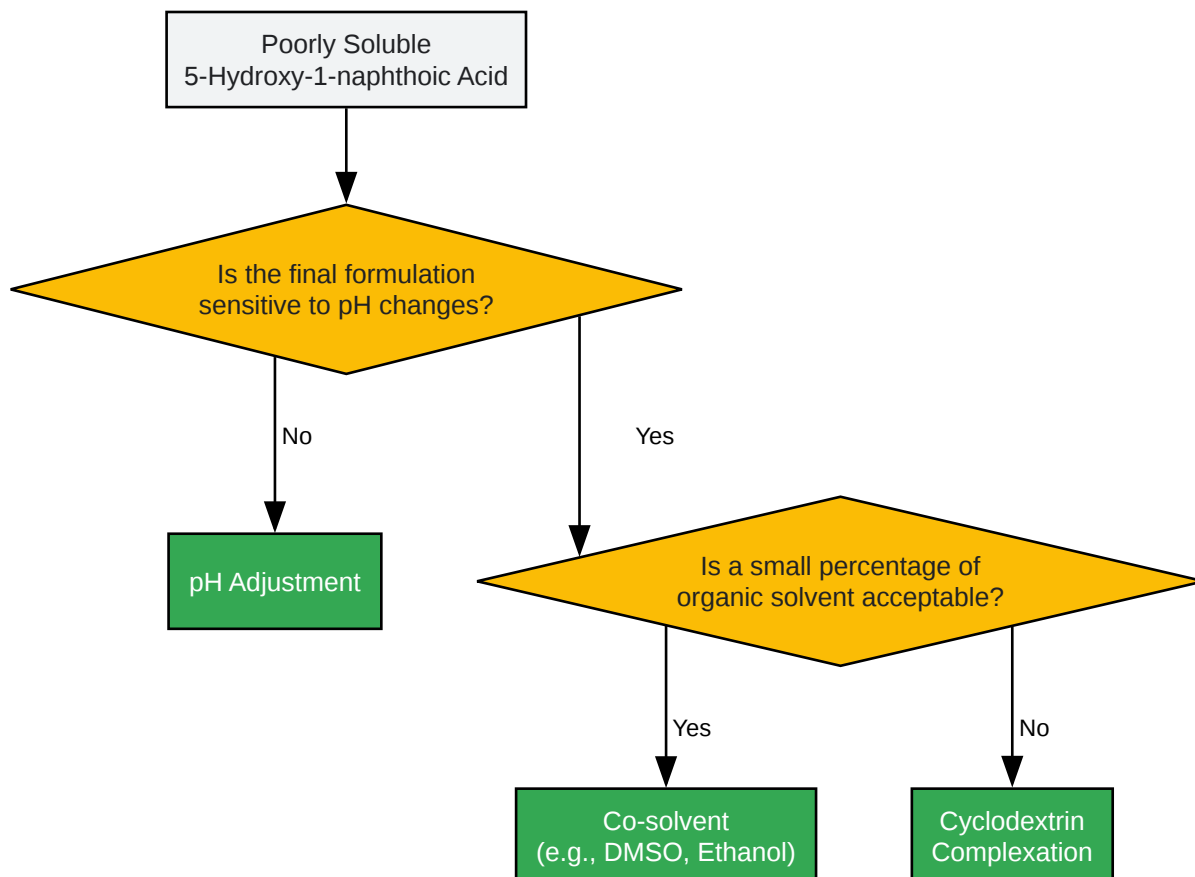 Poorly Soluble
5-Hydroxy-1-naphthoic Acid
Is the final formulation
sensitive to pH changes?
No
Yes
pH Adjustment
Is a small percentage of
organic solvent acceptable?
Yes
No
Co-solvent
(e.g., DMSO, Ethanol)
Cyclodextrin
Complexation